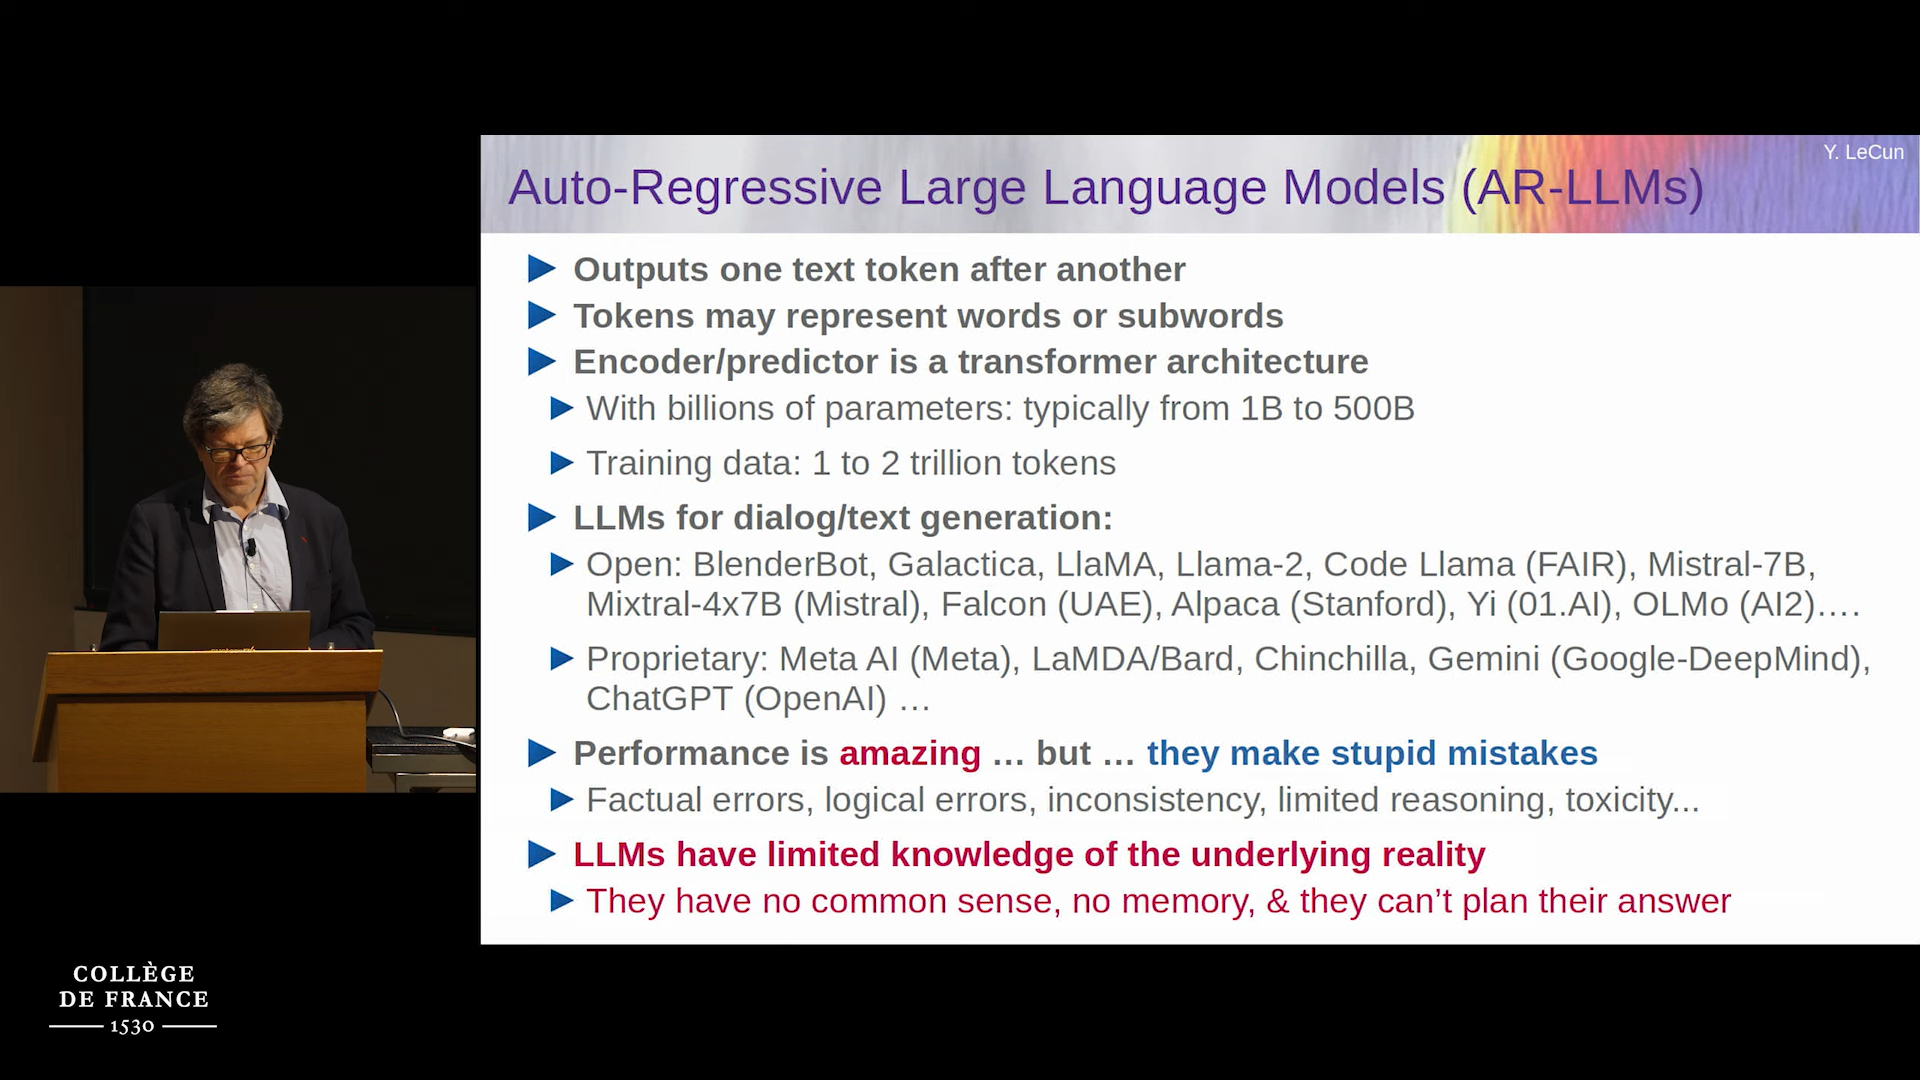 Y. LeCun
Auto-Regressive Large Language Models (AR-LLMs)
Outputs one text token after another
Tokens may represent words or subwords
Encoder/predictor is a transformer architecture
With billions of parameters: typically from 1B to 500B
Training data: 1 to 2 trillion tokens
LLMs for dialog/text generation:
Open: BlenderBot, Galactica, LlaMA, Llama-2, Code Llama (FAIR), Mistral-7B,
Mixtral-4x7B (Mistral), Falcon (UAE), Alpaca (Stanford), Yi (01.AI), OLMo (AI2)….
Proprietary: Meta AI (Meta), LaMDA/Bard, Chinchilla, Gemini (Google-DeepMind),
ChatGPT (OpenAI) …
Performance is amazing … but … they make stupid mistakes
Factual errors, logical errors, inconsistency, limited reasoning, toxicity...
LLMs have limited knowledge of the underlying reality
They have no common sense, no memory, & they can’t plan their answer
COLLÈGE
DE FRANCE
1530